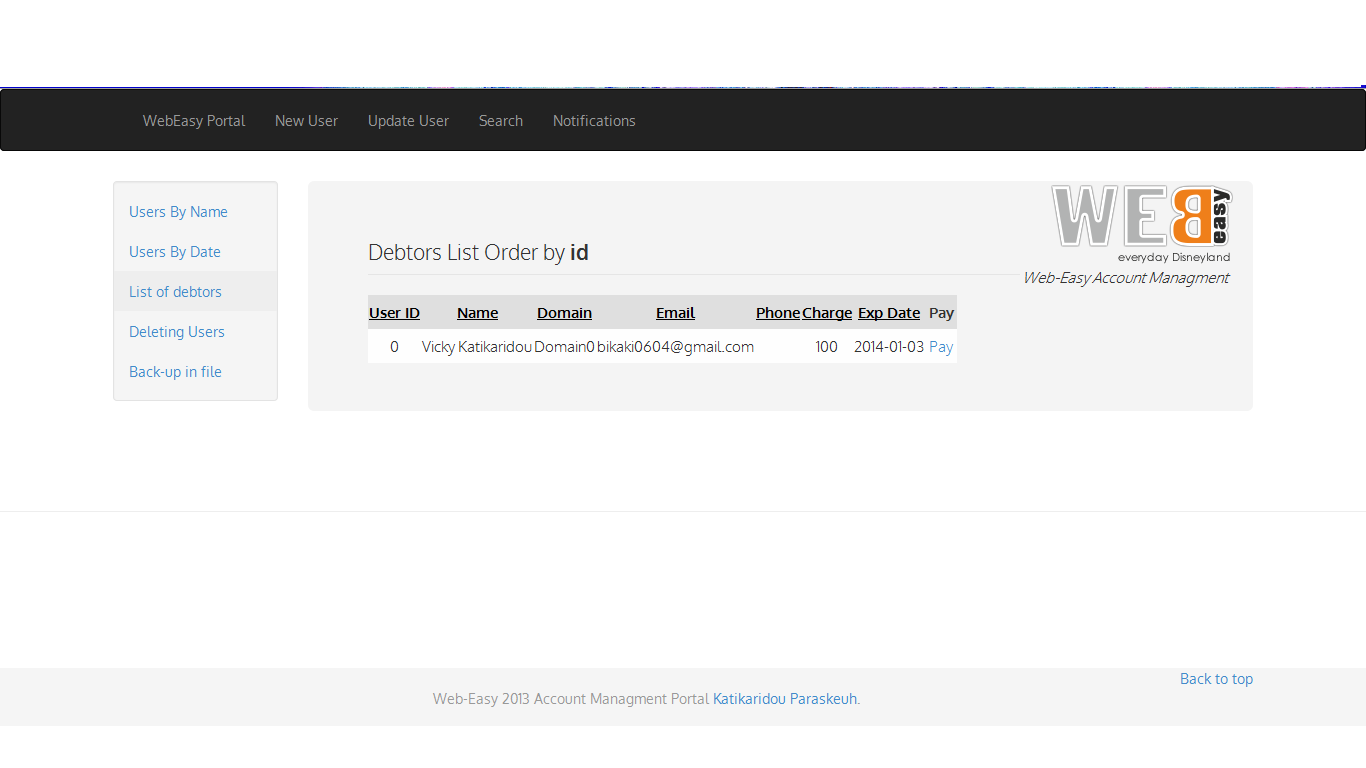 WebEasy Portal New User Update User Search Notifications
Users By Name
Users By Date
List of debtors
Deleting Users
Back-up in file
WEB easy
everyday Disneyland
Web-Easy Account Managment
Debtors List Order by id
User ID Name Domain Email Phone Charge Exp Date Pay
0 Vicky Katikaridou Domain0 bikaki0604@gmail.com 100 2014-01-03 Pay
Back to top
Web-Easy 2013 Account Managment Portal Katikaridou Paraskeuh.